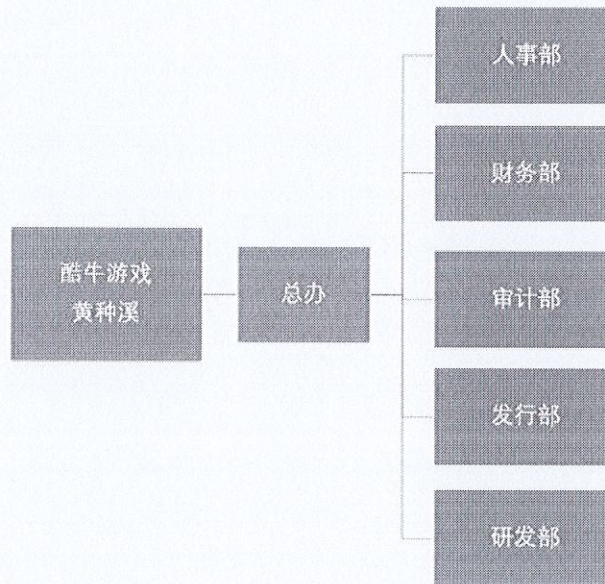 酷牛游戏
黄种溪
总办
人事部
财务部
审计部
发行部
研发部